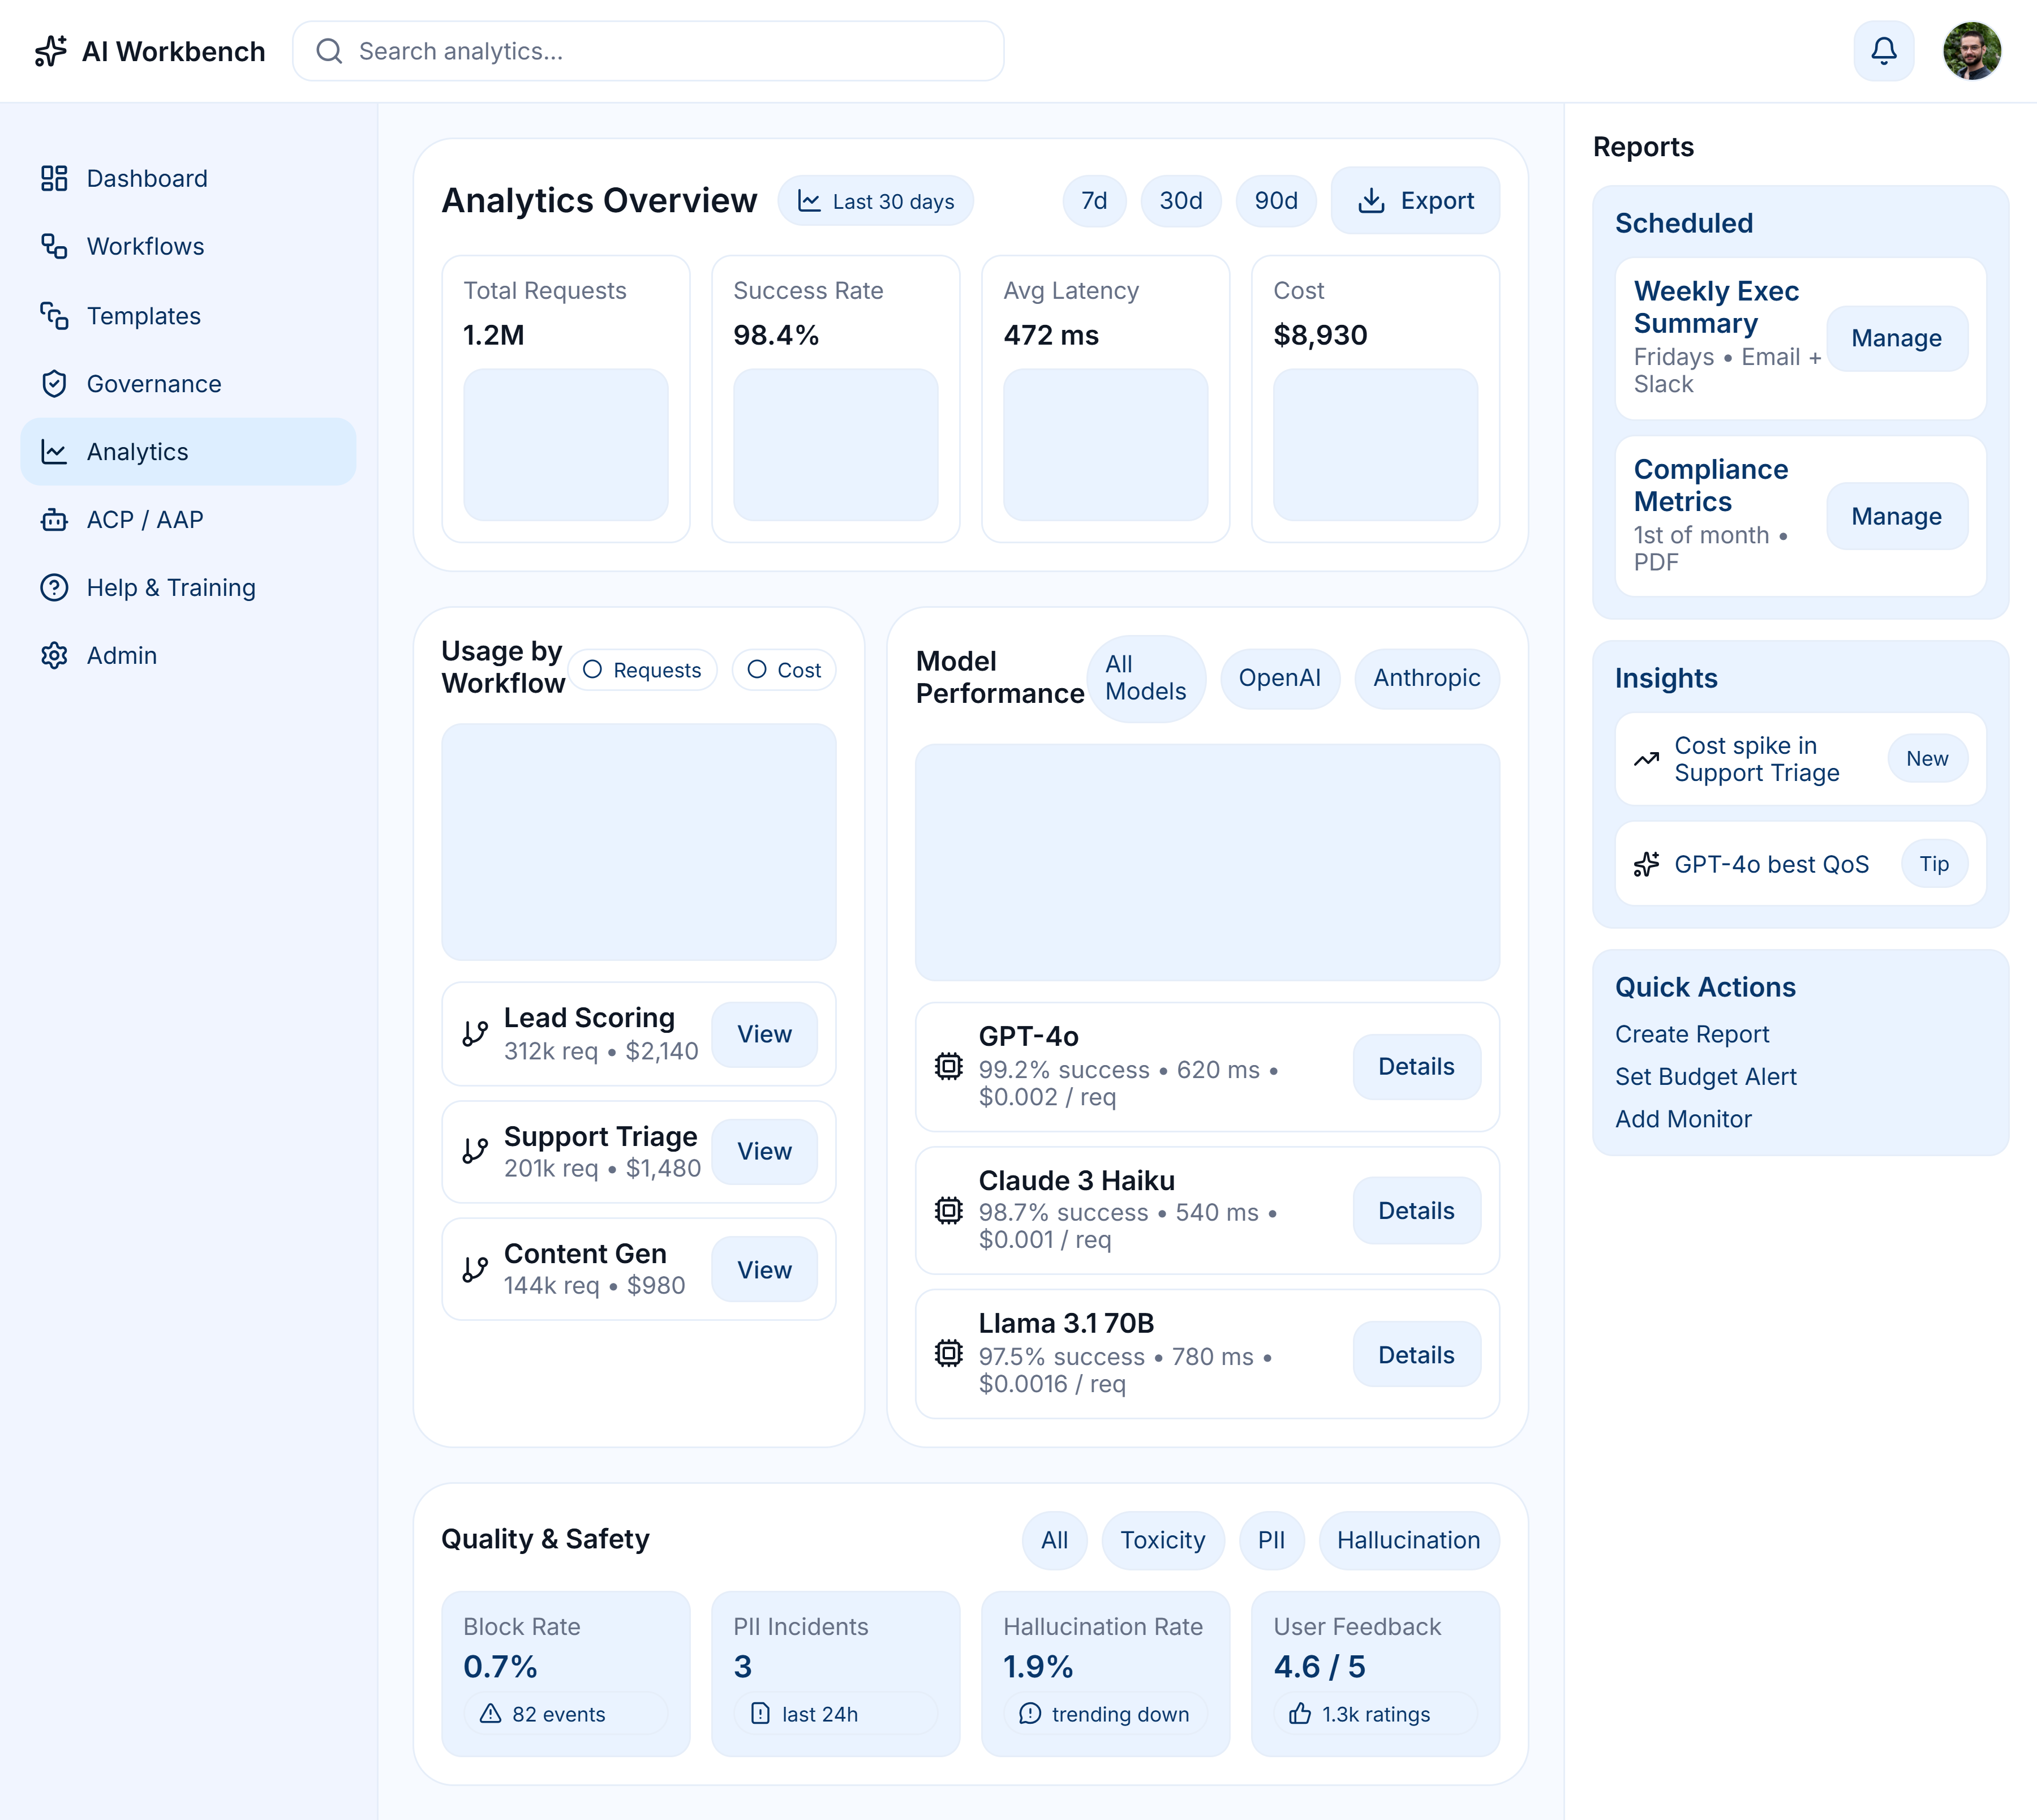 AI Workbench
Search analytics...
Dashboard
Workflows
Templates
Governance
Analytics
ACP / AAP
Help & Training
Admin
Analytics Overview
Last 30 days
7d
30d
90d
Export
Total Requests
1.2M
Success Rate
98.4%
Avg Latency
472 ms
Cost
$8,930
Usage by
Workflow
Requests
Cost
Lead Scoring
312k req • $2,140
View
Support Triage
201k req • $1,480
View
Content Gen
144k req • $980
View
Model
Performance
All
Models
OpenAI
Anthropic
GPT-4o
99.2% success • 620 ms •
$0.002 / req
Details
Claude 3 Haiku
98.7% success • 540 ms •
$0.001 / req
Details
Llama 3.1 70B
97.5% success • 780 ms •
$0.0016 / req
Details
Quality & Safety
All
Toxicity
PII
Hallucination
Block Rate
0.7%
82 events
PII Incidents
3
last 24h
Hallucination Rate
1.9%
trending down
User Feedback
4.6 / 5
1.3k ratings
Reports
Scheduled
Weekly Exec
Summary
Fridays • Email +
Slack
Manage
Compliance
Metrics
1st of month •
PDF
Manage
Insights
Cost spike in
Support Triage
New
GPT-4o best QoS
Tip
Quick Actions
Create Report
Set Budget Alert
Add Monitor